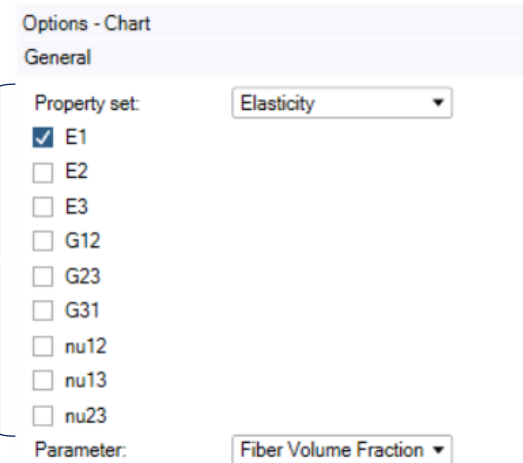 Options - Chart
General
Property set: Elasticity
E1
E2
E3
G12
G23
G31
nu12
nu13
nu23
Parameter: Fiber Volume Fraction